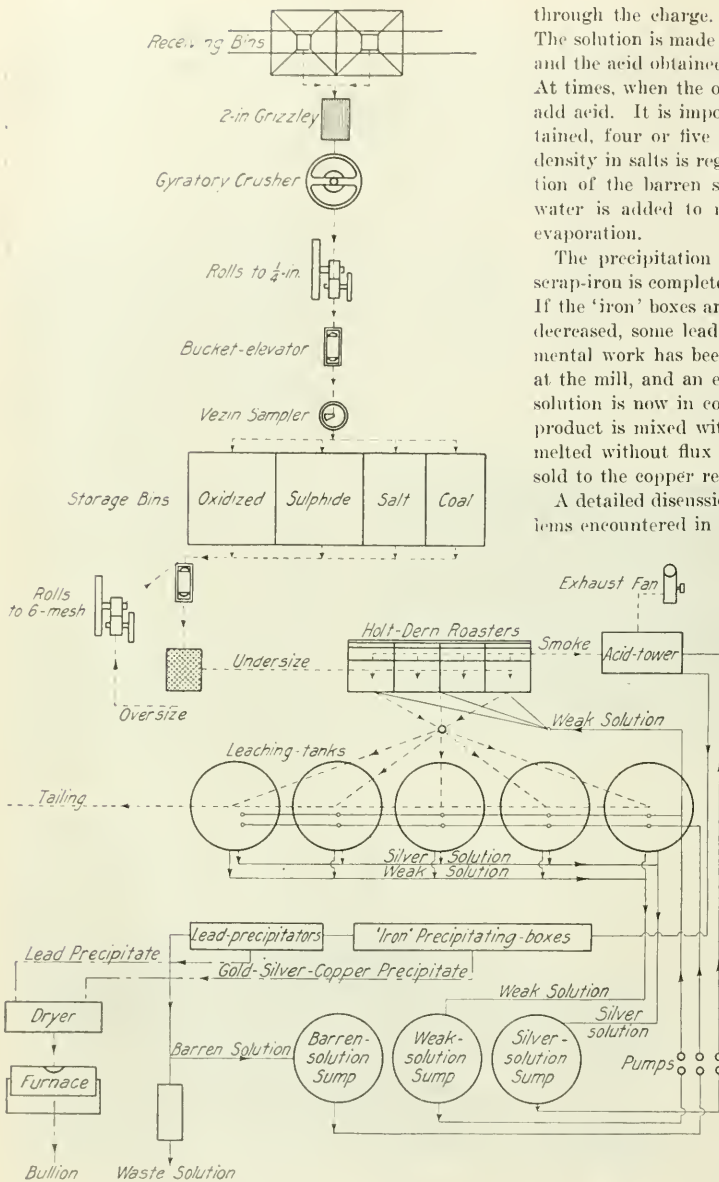 through the charge.
The solution is made
and the acid obtained
At times, when the o
add acid. It is impo
tained, four or five
density in salts is reg
tion of the barren s
water is added to r
evaporation.
The precipitation
scrap-iron is complete
If the 'iron' boxes ar
decreased, some lead
mental work has bee
at the mill, and an e
solution is now in co
product is mixed wit
melted without flux
sold to the copper re
A detailed discussi
lems encountered in
Rece ng Bins
2-in Grizzley
Gyratory Crusher
Rolls to ¼-in.
Bucket-elevator
Vezin Sampler
Storage Bins
Oxidized
Sulphide
Salt
Coal
Rolls
to 6-mesh
Exhaust Fan
Holt-Dern Roasters
Undersize
Smoke
Acid-tower
Oversize
Weak Solution
Leaching-tanks
Tailing
Silver Solution
Weak Solution
Lead-precipitators
'Iron' Precipitating-boxes
Lead Precipitate
Gold-Silver-Copper Precipitate
Weak Solution
Silver
solution
Dryer
Barren Solution
Barren-
solution
Sump
Weak-
solution
Sump
Silver-
solution
Sump
Pumps
Furnace
Bullion
Waste Solution